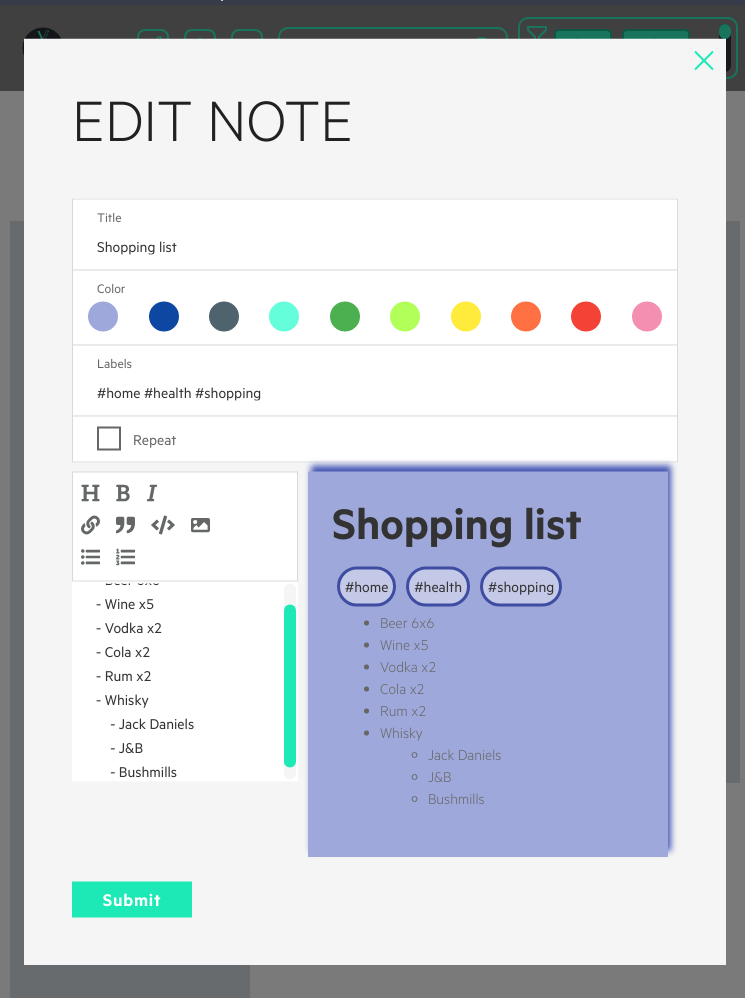 EDIT NOTE
Title
Shopping list
Color
Labels
#home #health #shopping
Repeat
H B I
- Beer 6x6
- Wine x5
- Vodka x2
- Cola x2
- Rum x2
- Whisky
- Jack Daniels
- J&B
- Bushmills
Shopping list
#home #health #shopping
Beer 6x6
Wine x5
Vodka x2
Cola x2
Rum x2
Whisky
Jack Daniels
J&B
Bushmills
Submit